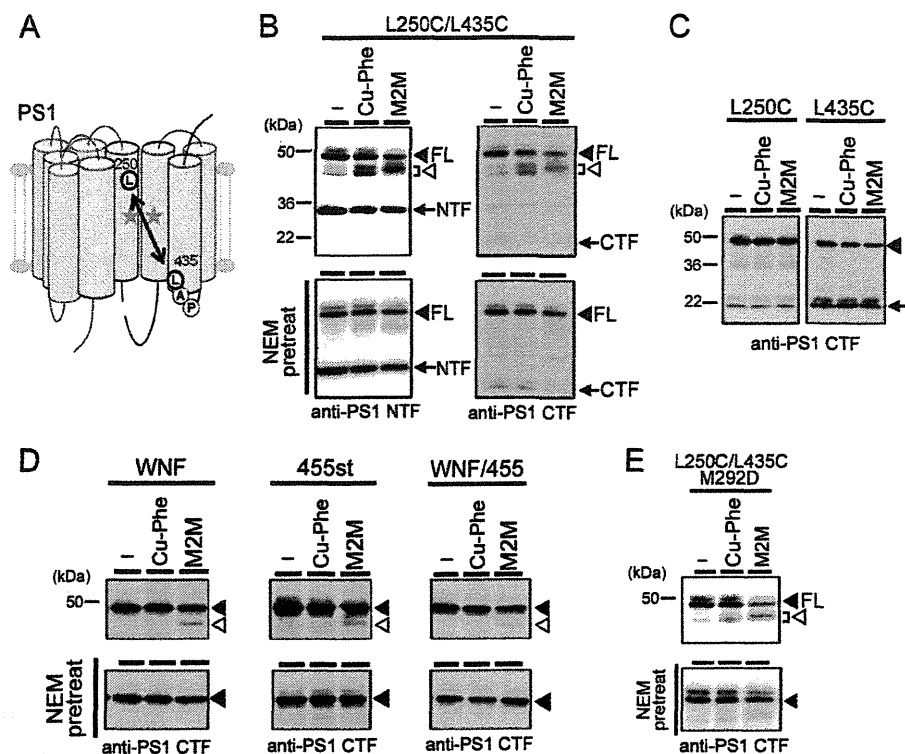 A
PS1
250
L
435
L
A
P
B
L250C/L435C
– Cu-Phe M2M – Cu-Phe M2M
(kDa)
50
36
22
FL
NTF
FL
CTF
NEM pretreat
FL
NTF
FL
CTF
anti-PS1 NTF anti-PS1 CTF
C
L250C L435C
– Cu-Phe M2M – Cu-Phe M2M
(kDa)
50
36
22
anti-PS1 CTF
D
WNF 455st WNF/455
– Cu-Phe M2M – Cu-Phe M2M – Cu-Phe M2M
(kDa)
50
NEM pretreat
anti-PS1 CTF anti-PS1 CTF anti-PS1 CTF
E
L250C/L435C
M292D
– Cu-Phe M2M
(kDa)
50
FL
NEM pretreat
anti-PS1 CTF